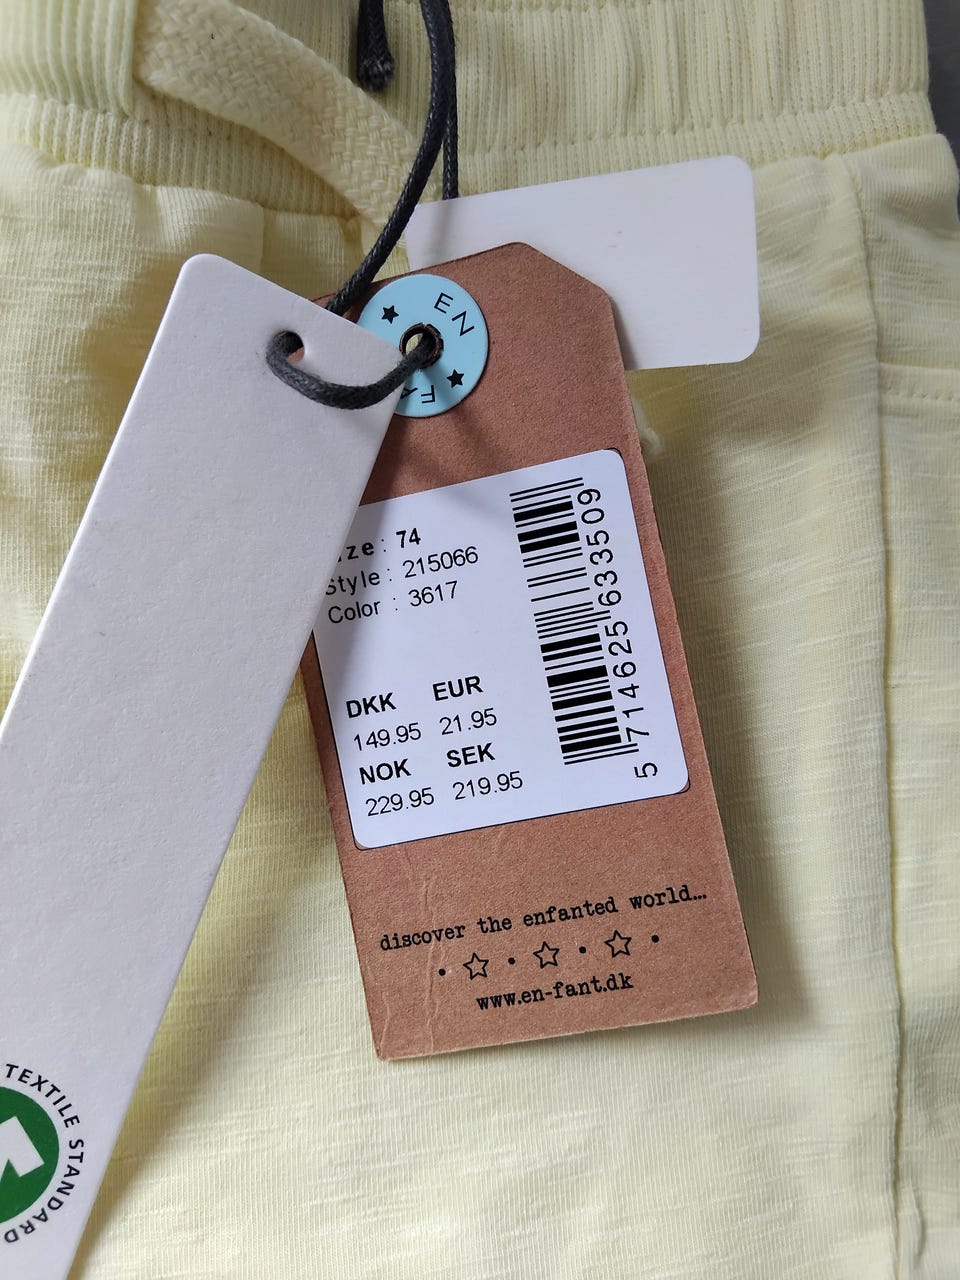 EN
FA
ze : 74
Style : 215066
Color : 3617
DKK EUR
149.95 21.95
NOK SEK
229.95 219.95
5 714625 633509
discover the enfanted world...
www.en-fant.dk
TEXTILE STANDARD